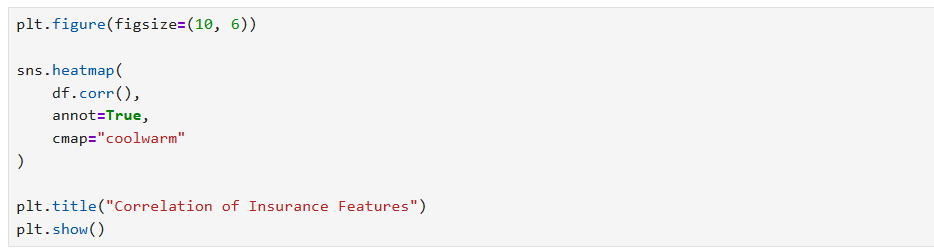 plt.figure(figsize=(10, 6))
sns.heatmap(
    df.corr(),
    annot=True,
    cmap="coolwarm"
)
plt.title("Correlation of Insurance Features")
plt.show()